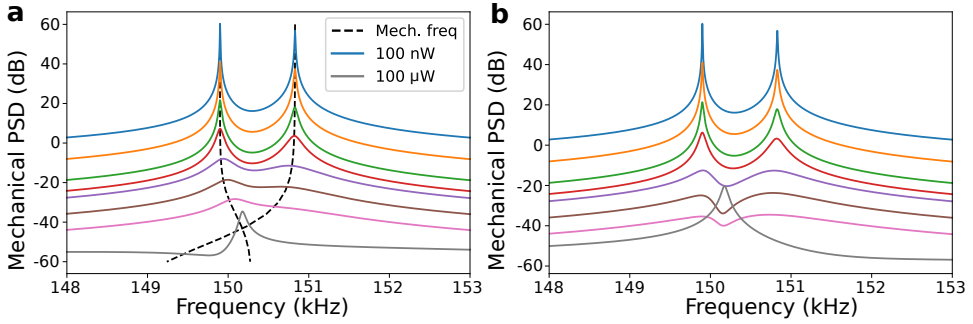 a
Mechanical PSD (dB)
60
40
20
0
-20
-40
-60
Mech. freq
100 nW
100 μW
148
149
150
151
152
153
Frequency (kHz)
b
Mechanical PSD (dB)
60
40
20
0
-20
-40
-60
148
149
150
151
152
153
Frequency (kHz)